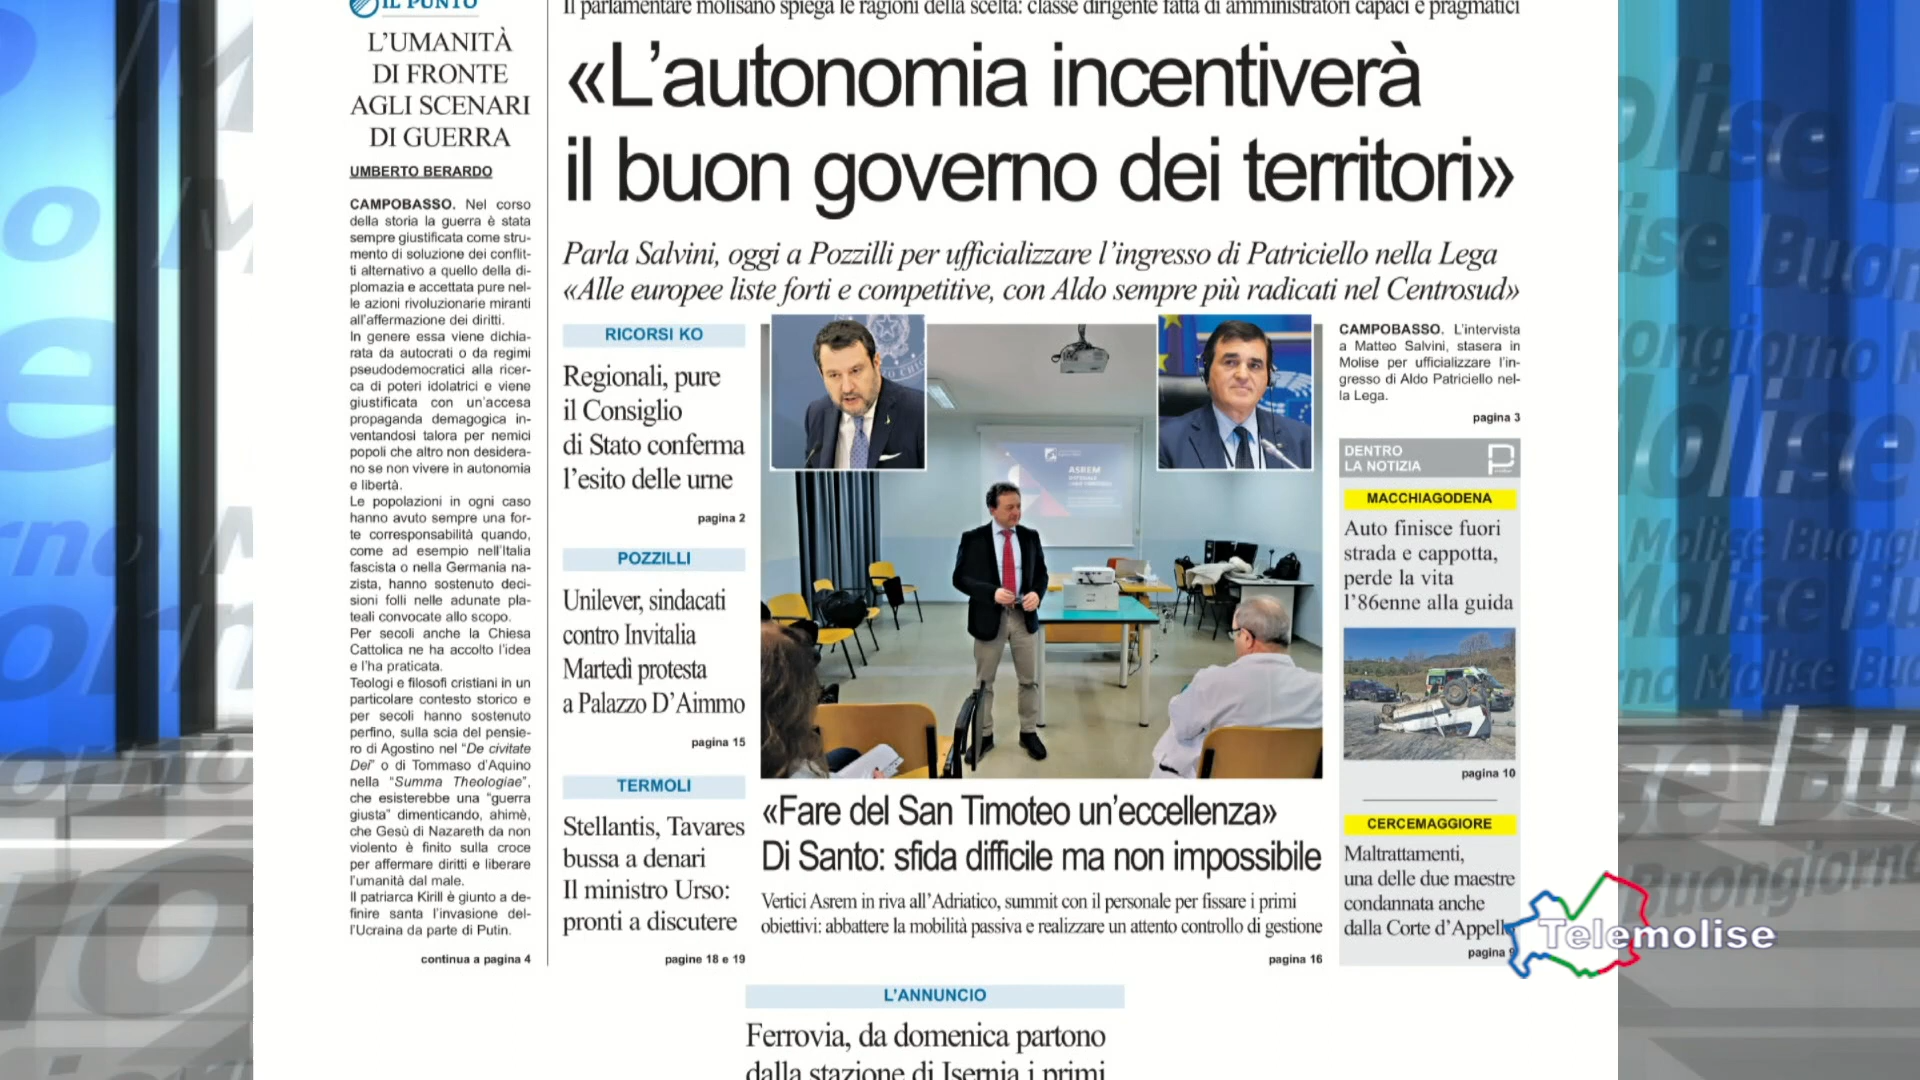 IL PUNTO
L'UMANITÀ
DI FRONTE
AGLI SCENARI
DI GUERRA
UMBERTO BERARDO
CAMPOBASSO. Nel corso
della storia la guerra è stata
sempre giustificata come stru-
mento di soluzione dei conflit-
ti alternativo a quello della di-
plomazia e accettata pure nel-
le azioni rivoluzionarie miranti
all'affermazione dei diritti.
In genere essa viene dichia-
rata da autocrati o da regimi
pseudodemocratici alla ricer-
ca di poteri idolatrici e viene
giustificata con un'accesa
propaganda demagogica in-
ventandosi talora per nemici
popoli che altro non desidera-
no se non vivere in autonomia
e libertà.
Le popolazioni in ogni caso
hanno avuto sempre una for-
te corresponsabilità quando,
come ad esempio nell'Italia
fascista o nella Germania na-
zista, hanno sostenuto deci-
sioni folli nelle adunate pla-
teali convocate allo scopo.
Per secoli anche la Chiesa
Cattolica ne ha accolto l'idea
e l'ha praticata.
Teologi e filosofi cristiani in un
particolare contesto storico e
per secoli hanno sostenuto
perfino, sulla scia del pensie-
ro di Agostino nel "De civitate
Dei" o di Tommaso d'Aquino
nella "Summa Theologiae",
che esisterebbe una "guerra
giusta" dimenticando, ahimè,
che Gesù di Nazareth da non
violento è finito sulla croce
per affermare diritti e liberare
l'umanità dal male.
Il patriarca Kirill è giunto a de-
finire santa l'invasione del-
l'Ucraina da parte di Putin.
continua a pagina 4
Il parlamentare molisano spiega le ragioni della scelta: classe dirigente fatta di amministratori capaci e pragmatici
«L'autonomia incentiverà
il buon governo dei territori»
Parla Salvini, oggi a Pozzilli per ufficializzare l'ingresso di Patriciello nella Lega
«Alle europee liste forti e competitive, con Aldo sempre più radicati nel Centrosud»
RICORSI KO
Regionali, pure
il Consiglio
di Stato conferma
l'esito delle urne
pagina 2
POZZILLI
Unilever, sindacati
contro Invitalia
Martedì protesta
a Palazzo D'Aimmo
pagina 15
TERMOLI
Stellantis, Tavares
bussa a denari
Il ministro Urso:
pronti a discutere
pagine 18 e 19
ASREM
«Fare del San Timoteo un'eccellenza»
Di Santo: sfida difficile ma non impossibile
Vertici Asrem in riva all'Adriatico, summit con il personale per fissare i primi
obiettivi: abbattere la mobilità passiva e realizzare un attento controllo di gestione
pagina 16
CAMPOBASSO. L'intervista
a Matteo Salvini, stasera in
Molise per ufficializzare l'in-
gresso di Aldo Patriciello nel-
la Lega.
pagina 3
DENTRO
LA NOTIZIA
MACCHIAGODENA
Auto finisce fuori
strada e cappotta,
perde la vita
l'86enne alla guida
pagina 10
CERCEMAGGIORE
Maltrattamenti,
una delle due maestre
condannata anche
dalla Corte d'Appello
pagina 9
Telemolise
L'ANNUNCIO
Ferrovia, da domenica partono
dalla stazione di Isernia i primi